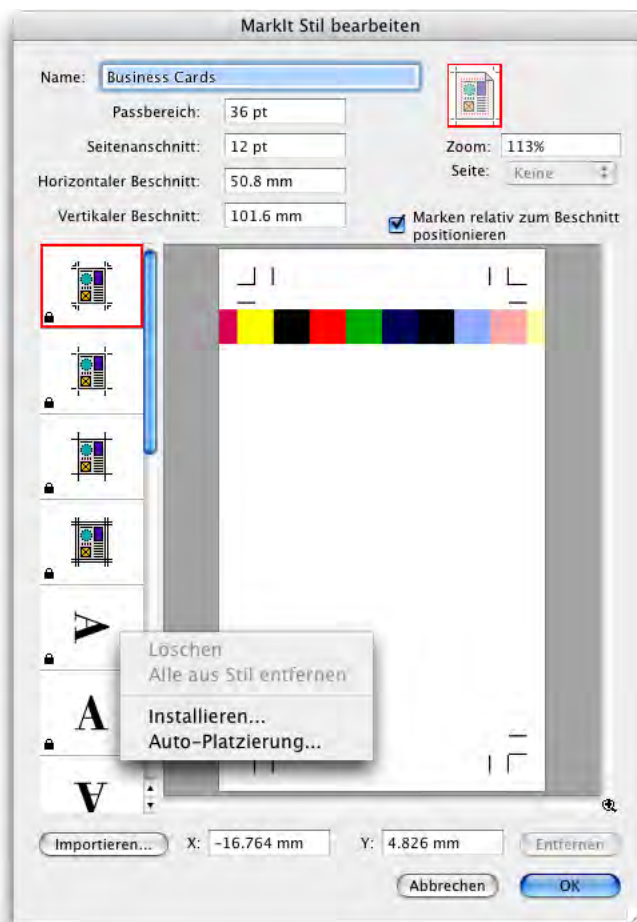 MarkIt Stil bearbeiten
Name: Business Cards
Passbereich: 36 pt
Seitenanschnitt: 12 pt
Zoom: 113%
Horizontaler Beschnitt: 50.8 mm
Seite: Keine
Vertikaler Beschnitt: 101.6 mm
Marken relativ zum Beschnitt
positionieren
A
Löschen
Alle aus Stil entfernen
Installieren...
Auto-Platzierung...
A
A
Importieren... X: -16.764 mm Y: 4.826 mm Entfernen
Abbrechen OK